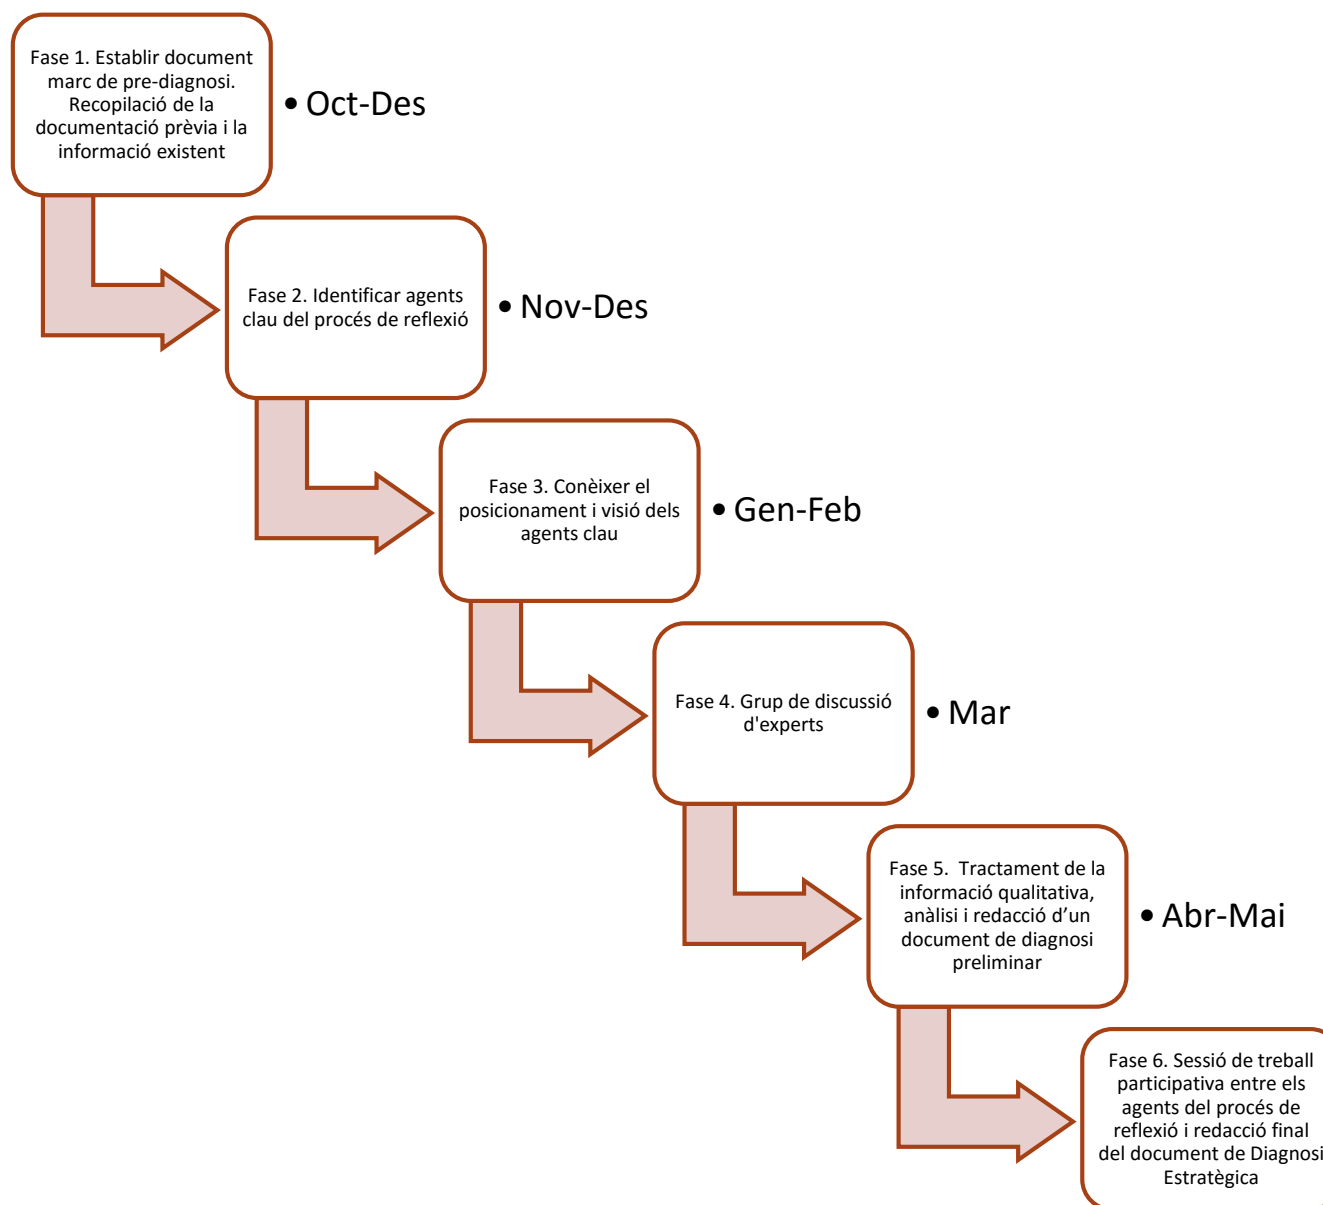 Fase 1. Establir document
marc de pre-diagnosi.
Recopilació de la
documentació prèvia i la
informació existent
• Oct-Des
Fase 2. Identificar agents
clau del procés de reflexió
• Nov-Des
Fase 3. Conèixer el
posicionament i visió dels
agents clau
• Gen-Feb
Fase 4. Grup de discussió
d'experts
• Mar
Fase 5.  Tractament de la
informació qualitativa,
anàlisi i redacció d’un
document de diagnosi
preliminar
• Abr-Mai
Fase 6. Sessió de treball
participativa entre els
agents del procés de
reflexió i redacció final
del document de Diagnosi
Estratègica